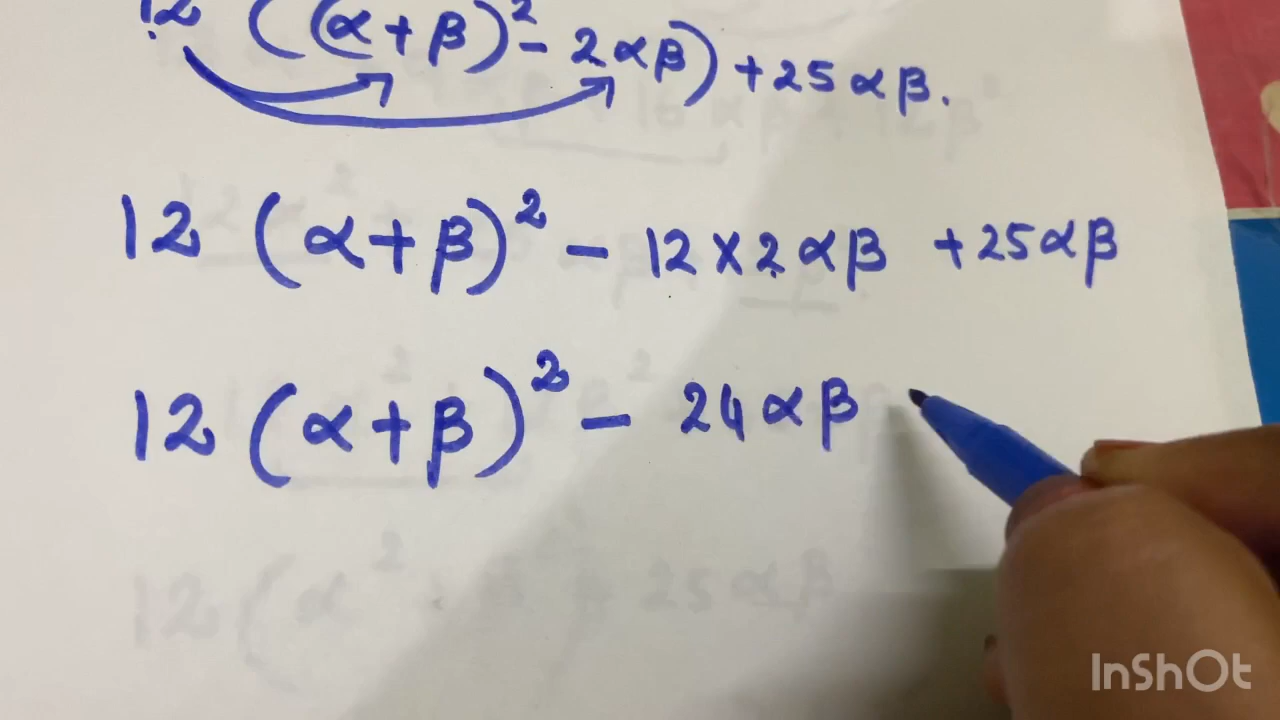 12 ((α+β)² - 2αβ) + 25αβ.
12 (α+β)² - 12×2αβ + 25αβ
12 (α+β)² - 24αβ
InShOt